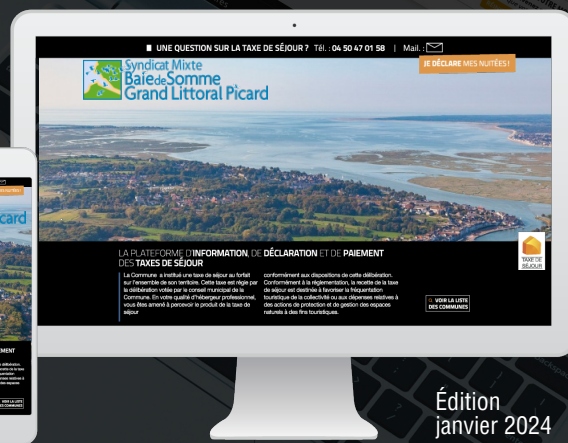 UNE QUESTION SUR LA TAXE DE SÉJOUR ? Tél. : 04 50 47 01 58 | Mail. :
JE DÉCLARE MES NUITÉES !
Syndicat Mixte
Baie de Somme
Grand Littoral Picard
LA PLATEFORME D'INFORMATION, DE DÉCLARATION ET DE PAIEMENT
DES TAXES DE SÉJOUR
La Commune a institué une taxe de séjour au forfait
sur l'ensemble de son territoire. Cette taxe est régie par
la délibération votée par le conseil municipal de la
Commune. En votre qualité d'hébergeur professionnel,
vous êtes amené à percevoir le produit de la taxe de
séjour
conformément aux dispositions de cette délibération.
Conformément à la réglementation, la recette de la taxe
de séjour est destinée à favoriser la fréquentation
touristique de la collectivité ou aux dépenses relatives à
des actions de protection et de gestion des espaces
naturels à des fins touristiques.
TAXE DE
SÉJOUR
VOIR LA LISTE
DES COMMUNES
card
EMENT
VOIR LA LISTE
DES COMMUNES
Édition
janvier 2024